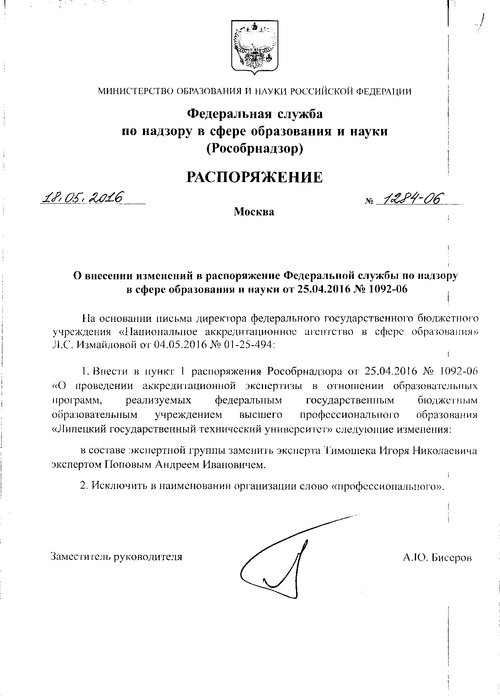 МИНИСТЕРСТВО ОБРАЗОВАНИЯ И НАУКИ РОССИЙСКОЙ ФЕДЕРАЦИИ
Федеральная служба
по надзору в сфере образования и науки
(Рособрнадзор)
РАСПОРЯЖЕНИЕ
18.05.2016 № 1284-06
Москва
О внесении изменений в распоряжение Федеральной службы по надзору
в сфере образования и науки от 25.04.2016 № 1092-06
На основании письма директора федерального государственного бюджетного
учреждения «Национальное аккредитационное агентство в сфере образования»
Л.С. Измайловой от 04.05.2016 № 01-25-494:
1. Внести в пункт 1 распоряжения Рособрнадзора от 25.04.2016 № 1092-06
«О проведении аккредитационной экспертизы в отношении образовательных
программ, реализуемых федеральным государственным бюджетным
образовательным учреждением высшего профессионального образования
«Липецкий государственный технический университет» следующие изменения:
в составе экспертной группы заменить эксперта Тимошека Игоря Николаевича
экспертом Поповым Андреем Ивановичем.
2. Исключить в наименовании организации слово «профессионального».
Заместитель руководителя А.Ю. Бисеров